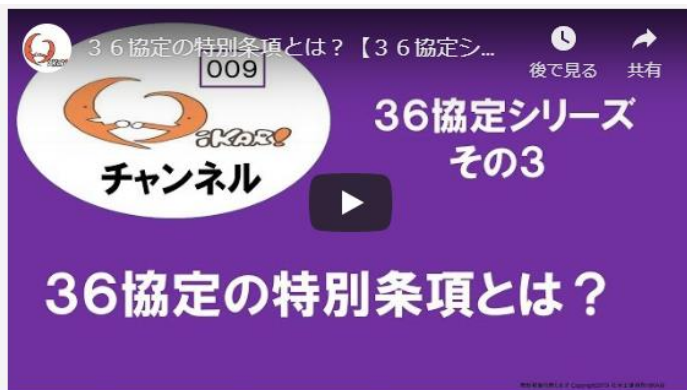 36協定の特別条項とは？【36協定シ...
後で見る
共有
009
iKARi!
チャンネル
36協定シリーズ
その3
36協定の特別条項とは？